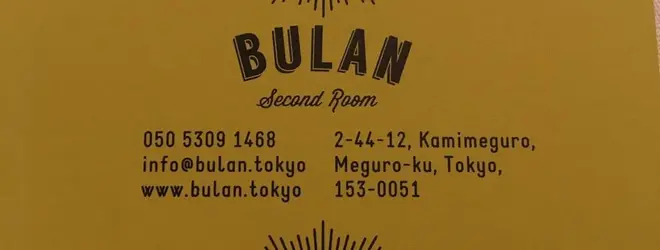 BULAN
Second Room
050 5309 1468
info@bulan.tokyo
www.bulan.tokyo
2-44-12, Kamimeguro,
Meguro-ku, Tokyo,
153-0051